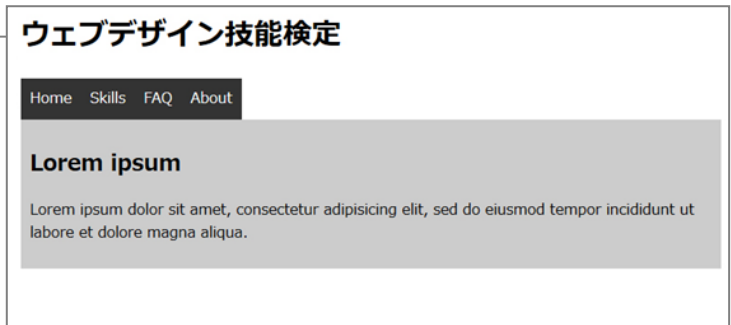 ウェブデザイン技能検定
Home Skills FAQ About
Lorem ipsum
Lorem ipsum dolor sit amet, consectetur adipisicing elit, sed do eiusmod tempor incididunt ut
labore et dolore magna aliqua.